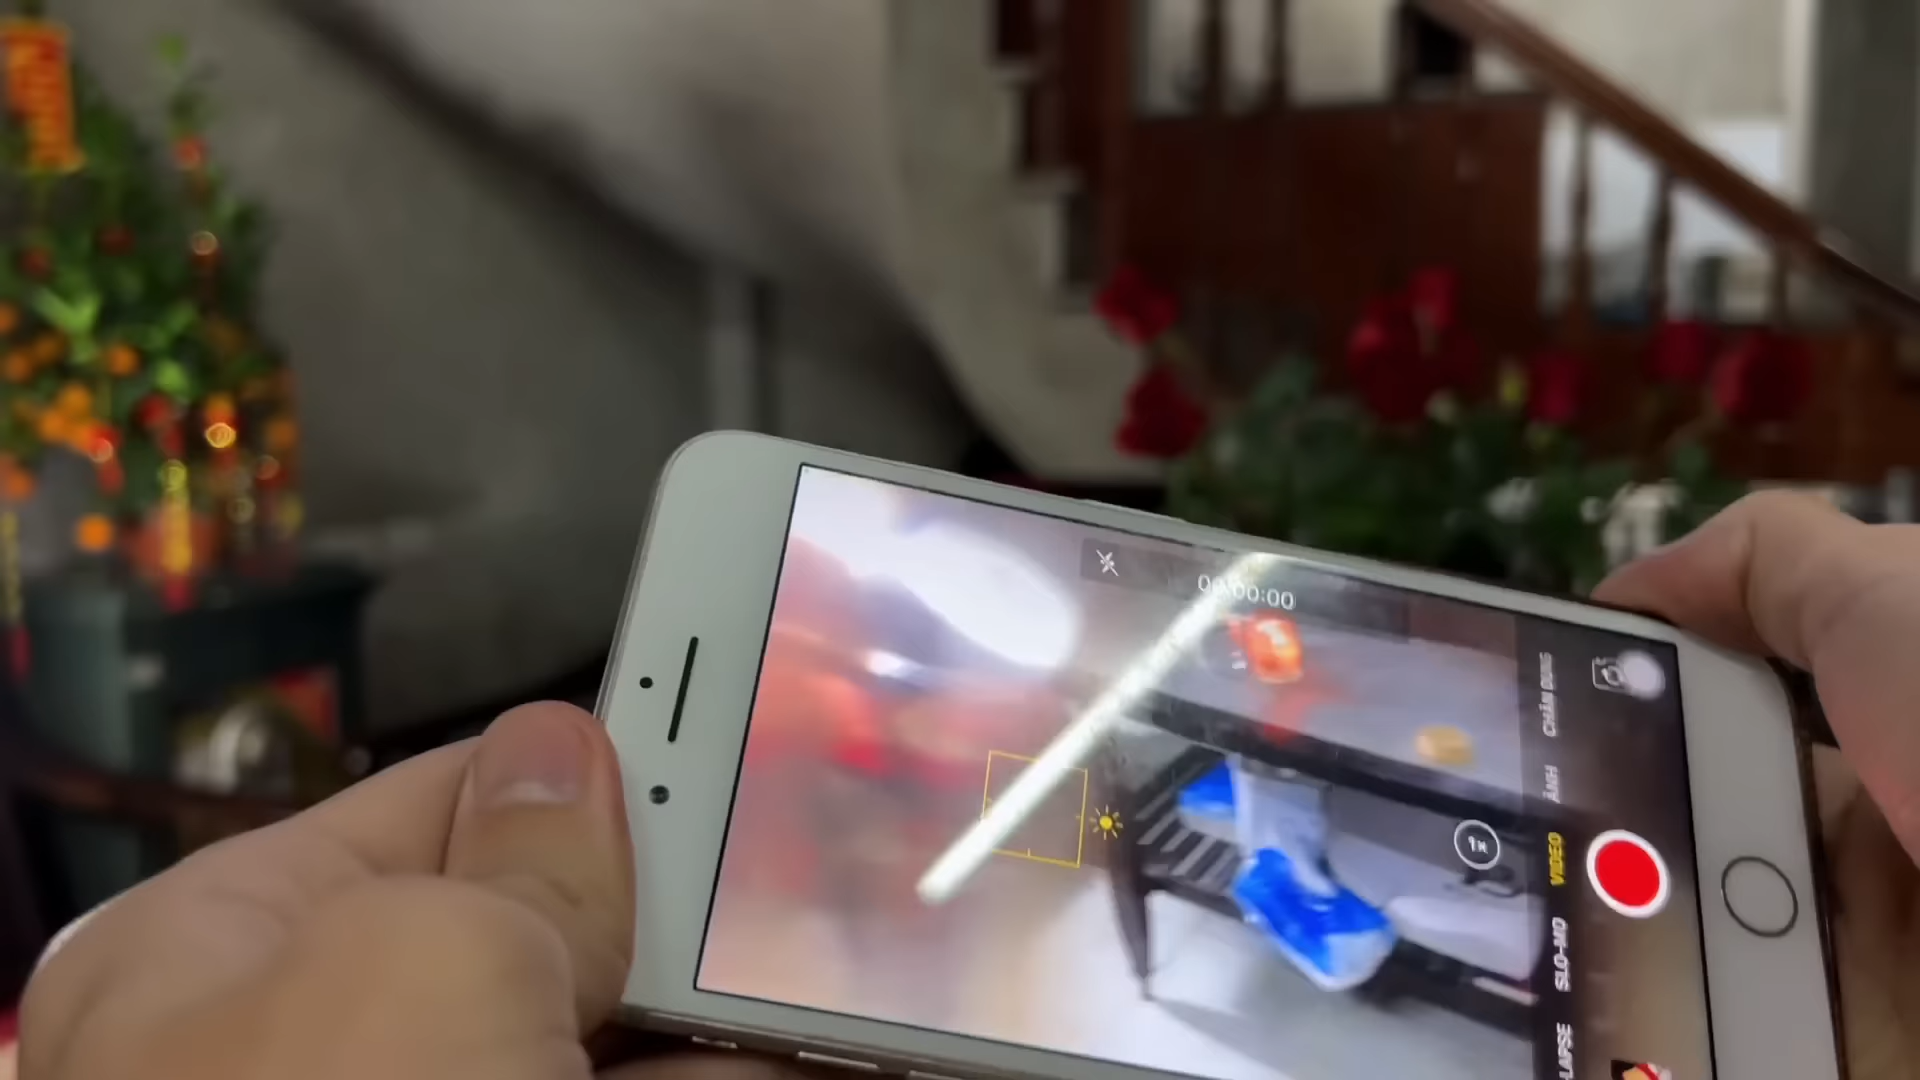 00:00:00
CHÂN DUNG
ẢNH
1x
VIDEO
SLO-MO
-LAPSE